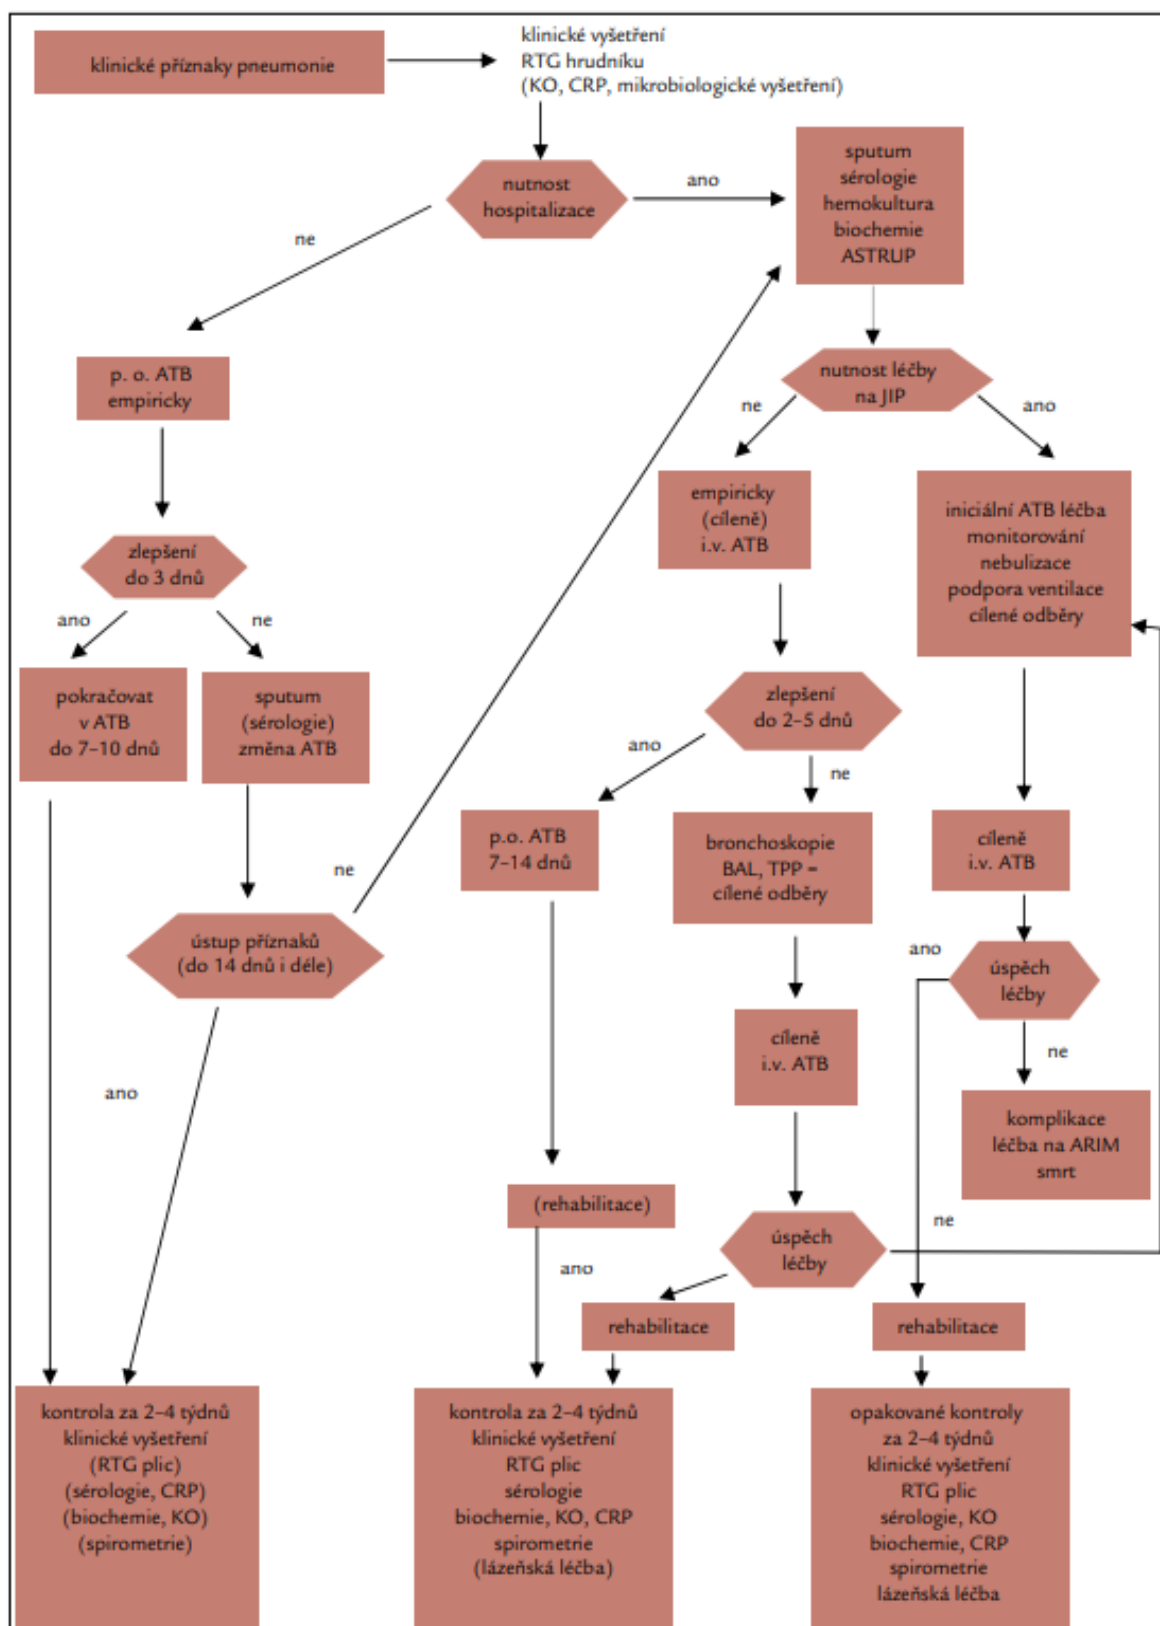 klinické příznaky pneumonie
klinické vyšetření
RTG hrudníku
(KO, CRP, mikrobiologické vyšetření)
nutnost
hospitalizace
ano
ne
sputum
sérologie
hemokultura
biochemie
ASTRUP
p. o. ATB
empiricky
nutnost léčby
na JIP
ne
ano
empiricky
(cíleně)
i.v. ATB
iniciální ATB léčba
monitorování
nebulizace
podpora ventilace
cílené odběry
zlepšení
do 3 dnů
ano
ne
pokračovat
v ATB
do 7–10 dnů
sputum
(sérologie)
změna ATB
zlepšení
do 2–5 dnů
ano
ne
p.o. ATB
7–14 dnů
bronchoskopie
BAL, TPP =
cílené odběry
cíleně
i.v. ATB
ne
ústup příznaků
(do 14 dnů i déle)
ano
úspěch
léčby
ano
ne
cíleně
i.v. ATB
komplikace
léčba na ARIM
smrt
(rehabilitace)
úspěch
léčby
ne
ano
rehabilitace
rehabilitace
kontrola za 2–4 týdnů
klinické vyšetření
(RTG plic)
(sérologie, CRP)
(biochemie, KO)
(spirometrie)
kontrola za 2–4 týdnů
klinické vyšetření
RTG plic
sérologie
biochemie, KO, CRP
spirometrie
(lázeňská léčba)
opakované kontroly
za 2–4 týdnů
klinické vyšetření
RTG plic
sérologie, KO
biochemie, CRP
spirometrie
lázeňská léčba